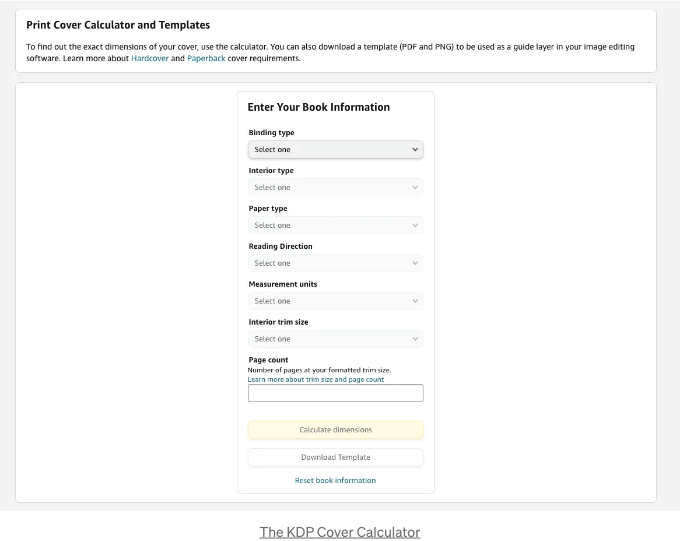 Print Cover Calculator and Templates
To find out the exact dimensions of your cover, use the calculator. You can also download a template (PDF and PNG) to be used as a guide layer in your image editing
software. Learn more about Hardcover and Paperback cover requirements.
Enter Your Book Information
Binding type
Select one
Interior type
Select one
Paper type
Select one
Reading Direction
Select one
Measurement units
Select one
Interior trim size
Select one
Page count
Number of pages at your formatted trim size.
Learn more about trim size and page count
Calculate dimensions
Download Template
Reset book information
The KDP Cover Calculator